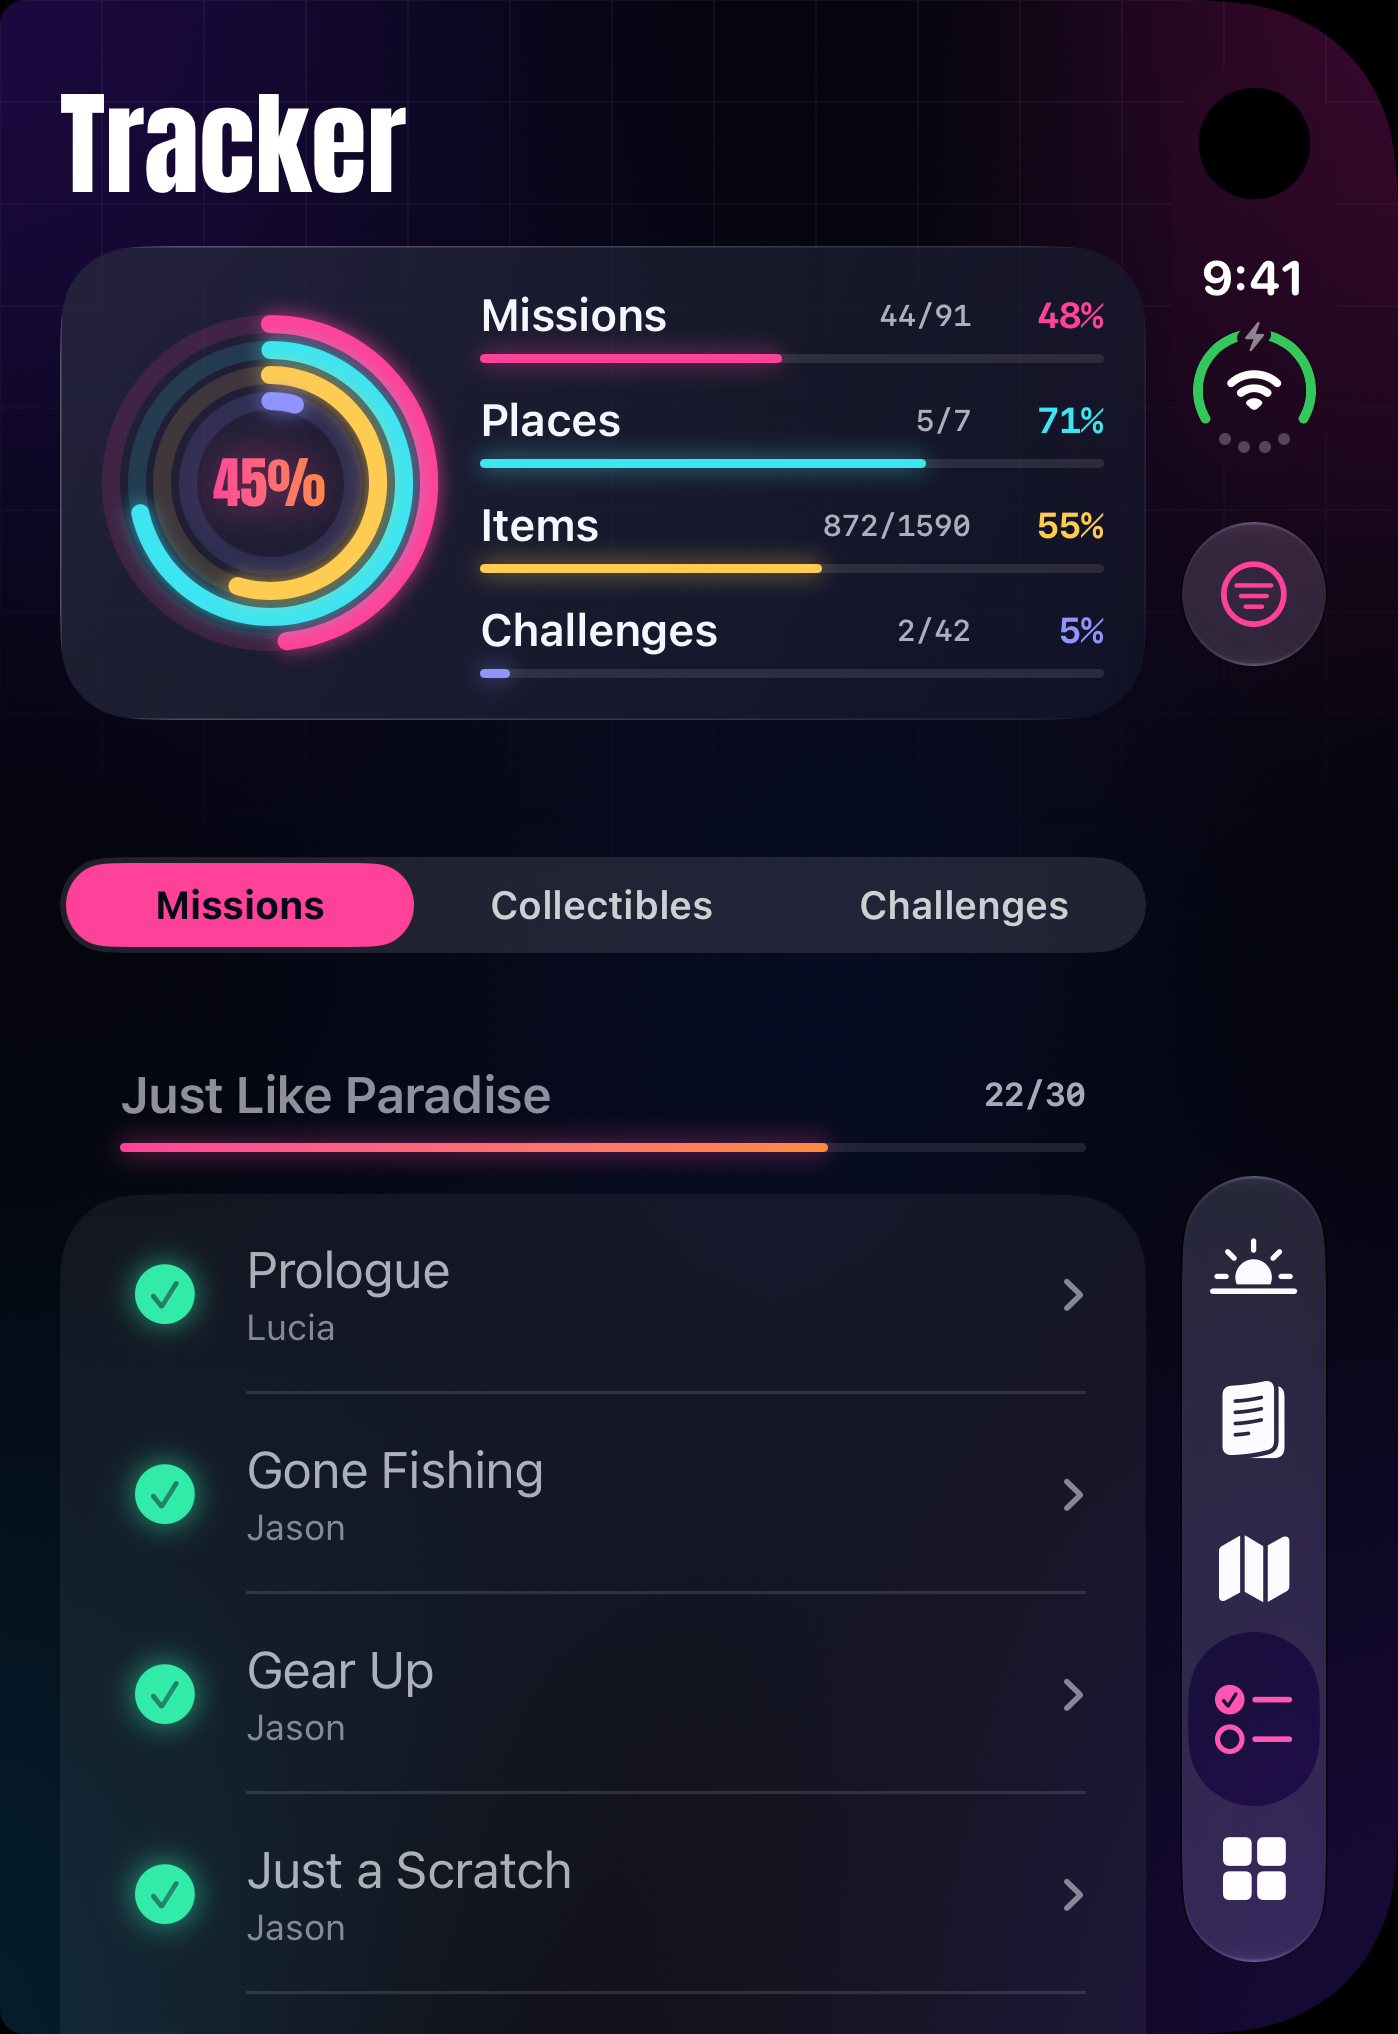 Tracker
9:41
45%
Missions 44/91 48%
Places 5/7 71%
Items 872/1590 55%
Challenges 2/42 5%
Missions Collectibles Challenges
Just Like Paradise 22/30
Prologue
Lucia
Gone Fishing
Jason
Gear Up
Jason
Just a Scratch
Jason